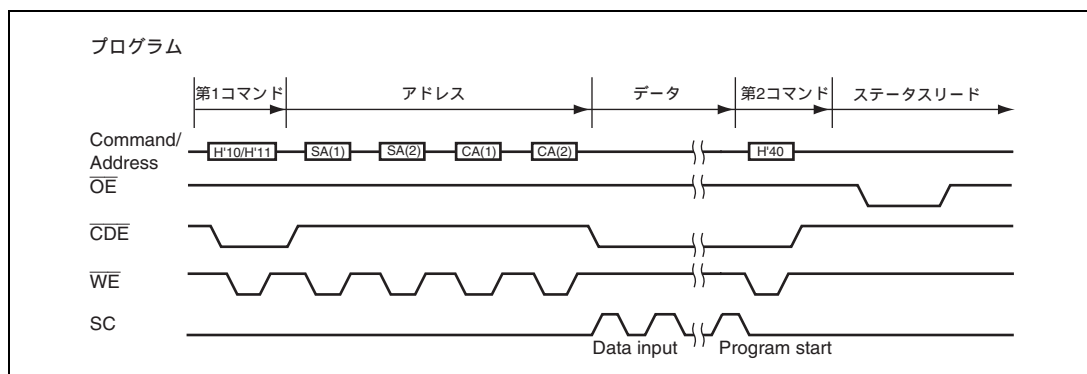 プログラム
第1コマンド アドレス データ 第2コマンド ステータスリード
Command/
Address
H'10/H'11 SA(1) SA(2) CA(1) CA(2) H'40
OE
CDE
WE
SC
Data input Program start